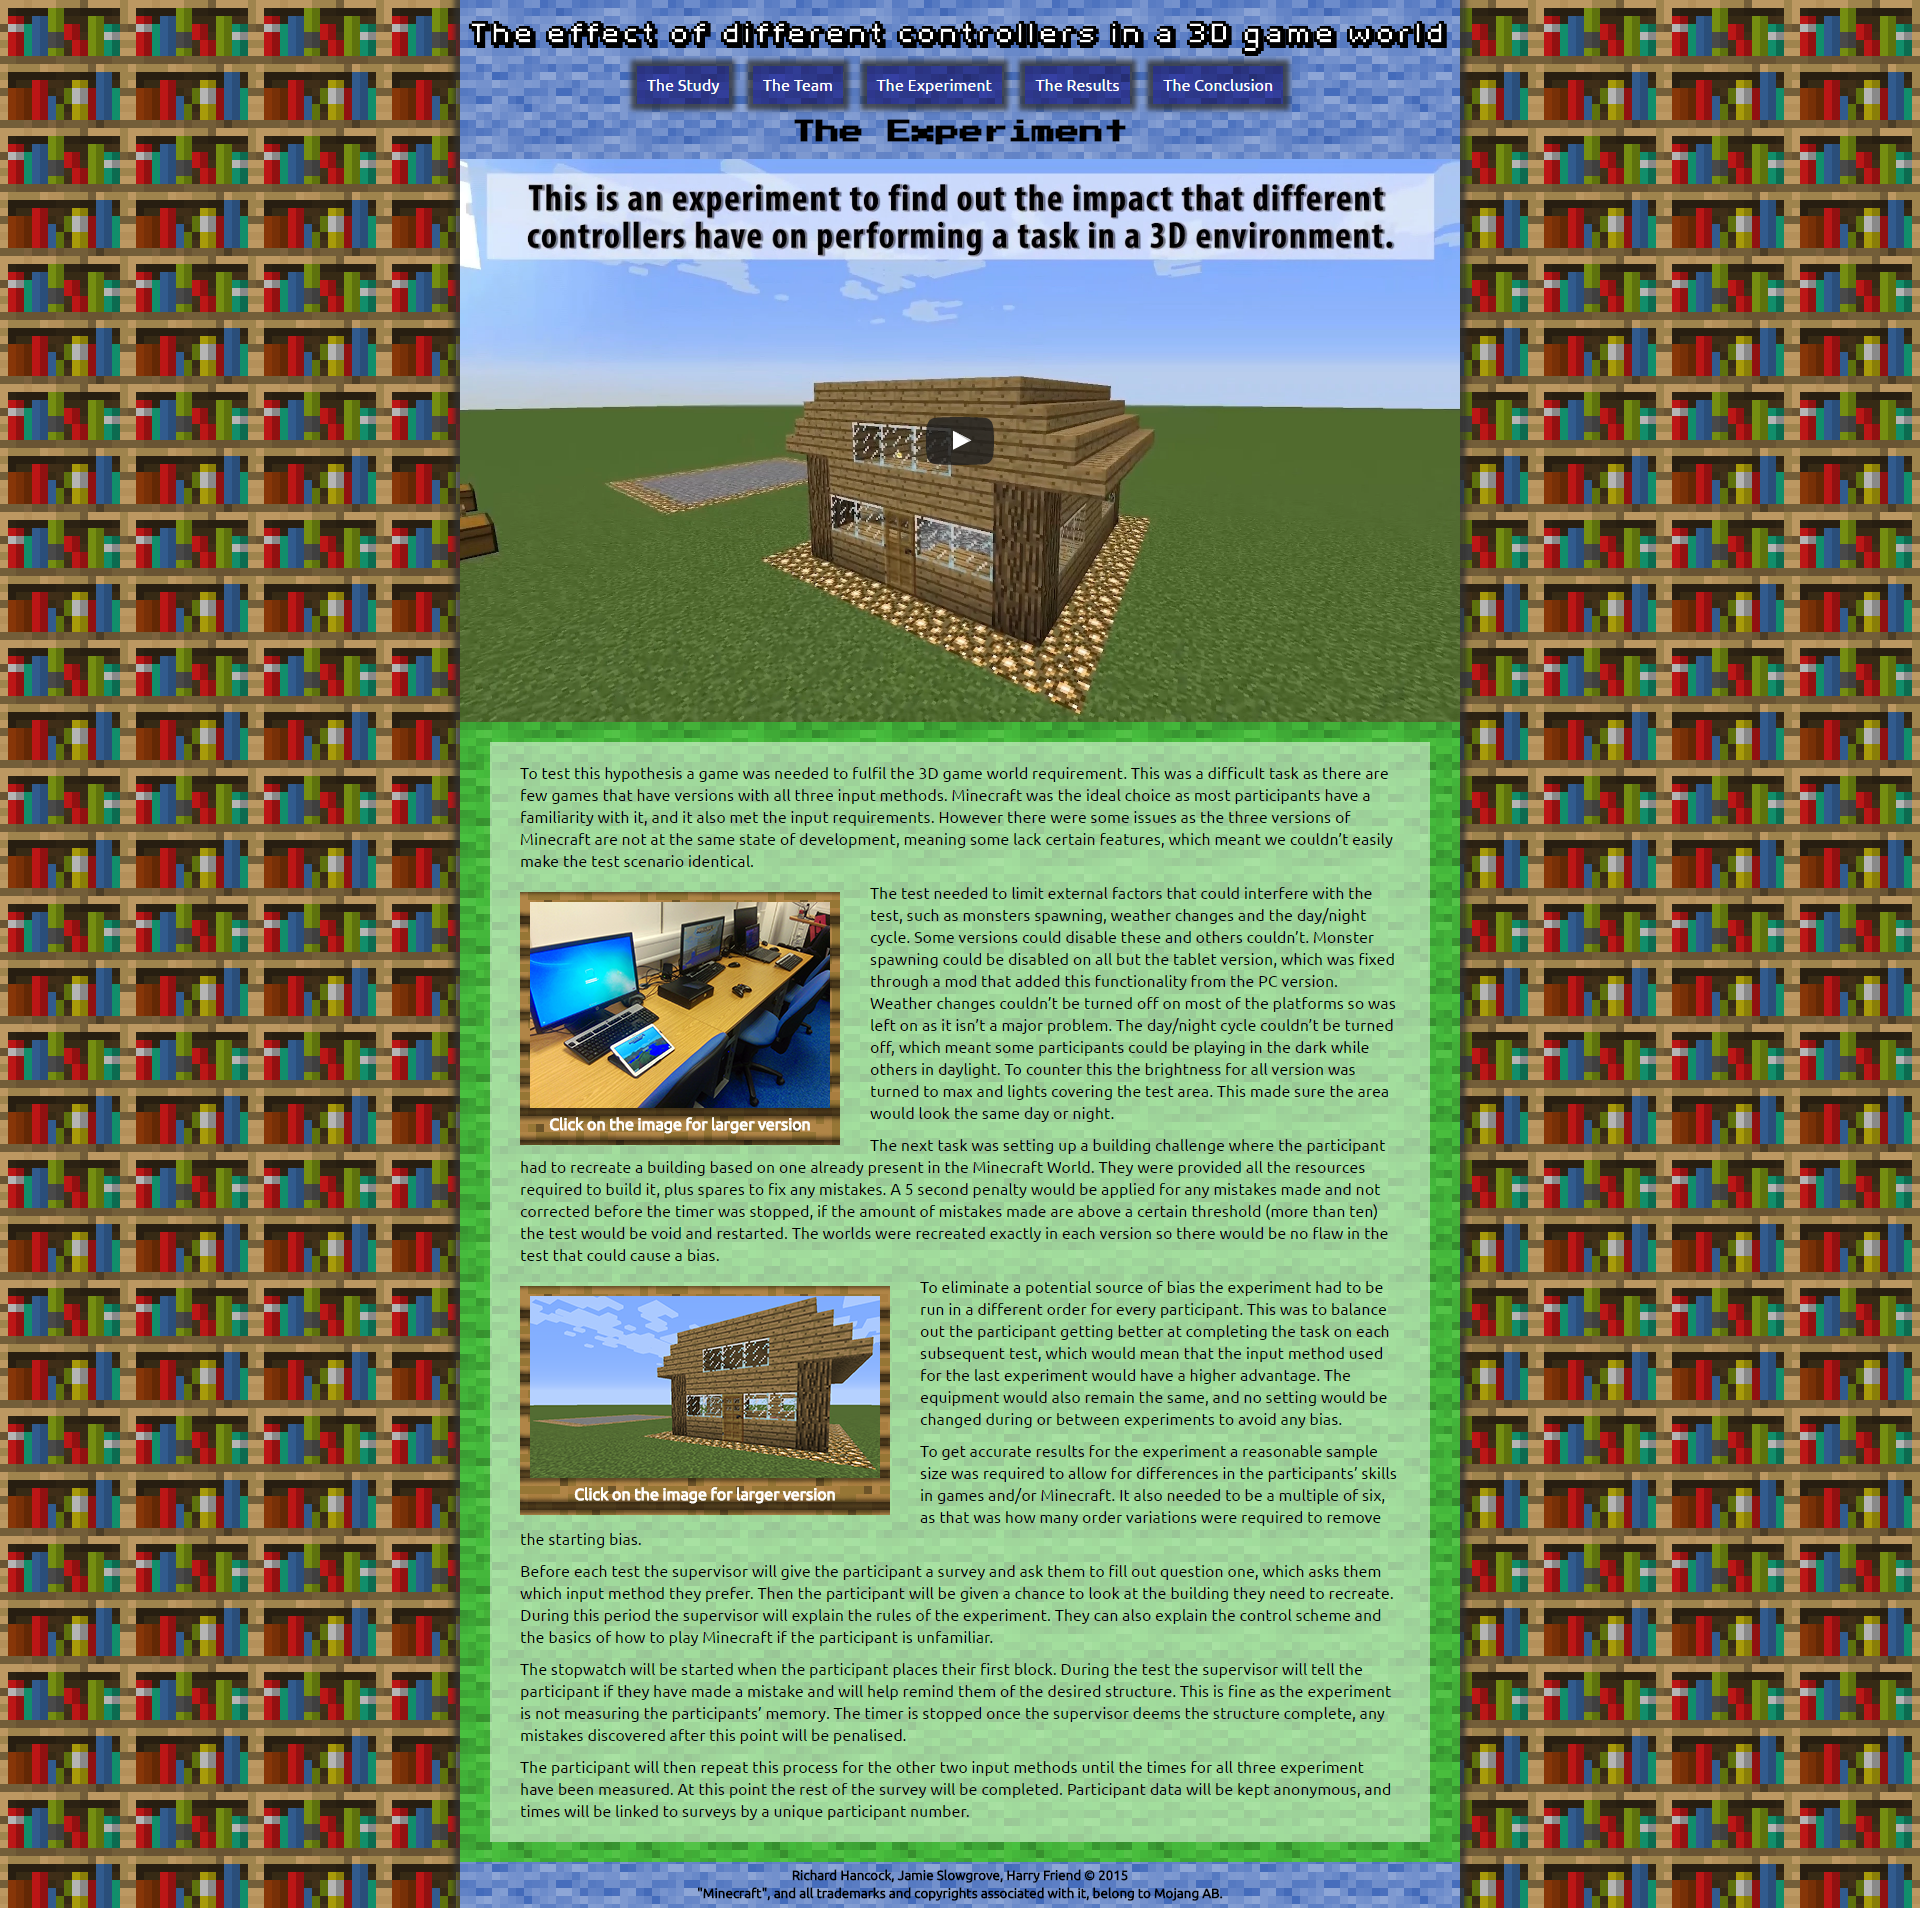 The effect of different controllers in a 3D game world
The Study The Team The Experiment The Results The Conclusion
The Experiment
This is an experiment to find out the impact that different
controllers have on performing a task in a 3D environment.
To test this hypothesis a game was needed to fulfil the 3D game world requirement. This was a difficult task as there are
few games that have versions with all three input methods. Minecraft was the ideal choice as most participants have a
familiarity with it, and it also met the input requirements. However there were some issues as the three versions of
Minecraft are not at the same state of development, meaning some lack certain features, which meant we couldn't easily
make the test scenario identical.
The test needed to limit external factors that could interfere with the
test, such as monsters spawning, weather changes and the day/night
cycle. Some versions could disable these and others couldn't. Monster
spawning could be disabled on all but the tablet version, which was fixed
through a mod that added this functionality from the PC version.
Weather changes couldn't be turned off on most of the platforms so was
left on as it isn't a major problem. The day/night cycle couldn't be turned
off, which meant some participants could be playing in the dark while
others in daylight. To counter this the brightness for all version was
turned to max and lights covering the test area. This made sure the area
would look the same day or night.
Click on the image for larger version
The next task was setting up a building challenge where the participant
had to recreate a building based on one already present in the Minecraft World. They were provided all the resources
required to build it, plus spares to fix any mistakes. A 5 second penalty would be applied for any mistakes made and not
corrected before the timer was stopped, if the amount of mistakes made are above a certain threshold (more than ten)
the test would be void and restarted. The worlds were recreated exactly in each version so there would be no flaw in the
test that could cause a bias.
To eliminate a potential source of bias the experiment had to be
run in a different order for every participant. This was to balance
out the participant getting better at completing the task on each
subsequent test, which would mean that the input method used
for the last experiment would have a higher advantage. The
equipment would also remain the same, and no setting would be
changed during or between experiments to avoid any bias.
Click on the image for larger version
To get accurate results for the experiment a reasonable sample
size was required to allow for differences in the participants' skills
in games and/or Minecraft. It also needed to be a multiple of six,
as that was how many order variations were required to remove
the starting bias.
Before each test the supervisor will give the participant a survey and ask them to fill out question one, which asks them
which input method they prefer. Then the participant will be given a chance to look at the building they need to recreate.
During this period the supervisor will explain the rules of the experiment. They can also explain the control scheme and
the basics of how to play Minecraft if the participant is unfamiliar.
The stopwatch will be started when the participant places their first block. During the test the supervisor will tell the
participant if they have made a mistake and will help remind them of the desired structure. This is fine as the experiment
is not measuring the participants' memory. The timer is stopped once the supervisor deems the structure complete, any
mistakes discovered after this point will be penalised.
The participant will then repeat this process for the other two input methods until the times for all three experiment
have been measured. At this point the rest of the survey will be completed. Participant data will be kept anonymous, and
times will be linked to surveys by a unique participant number.
Richard Hancock, Jamie Slowgrove, Harry Friend © 2015
"Minecraft", and all trademarks and copyrights associated with it, belong to Mojang AB.